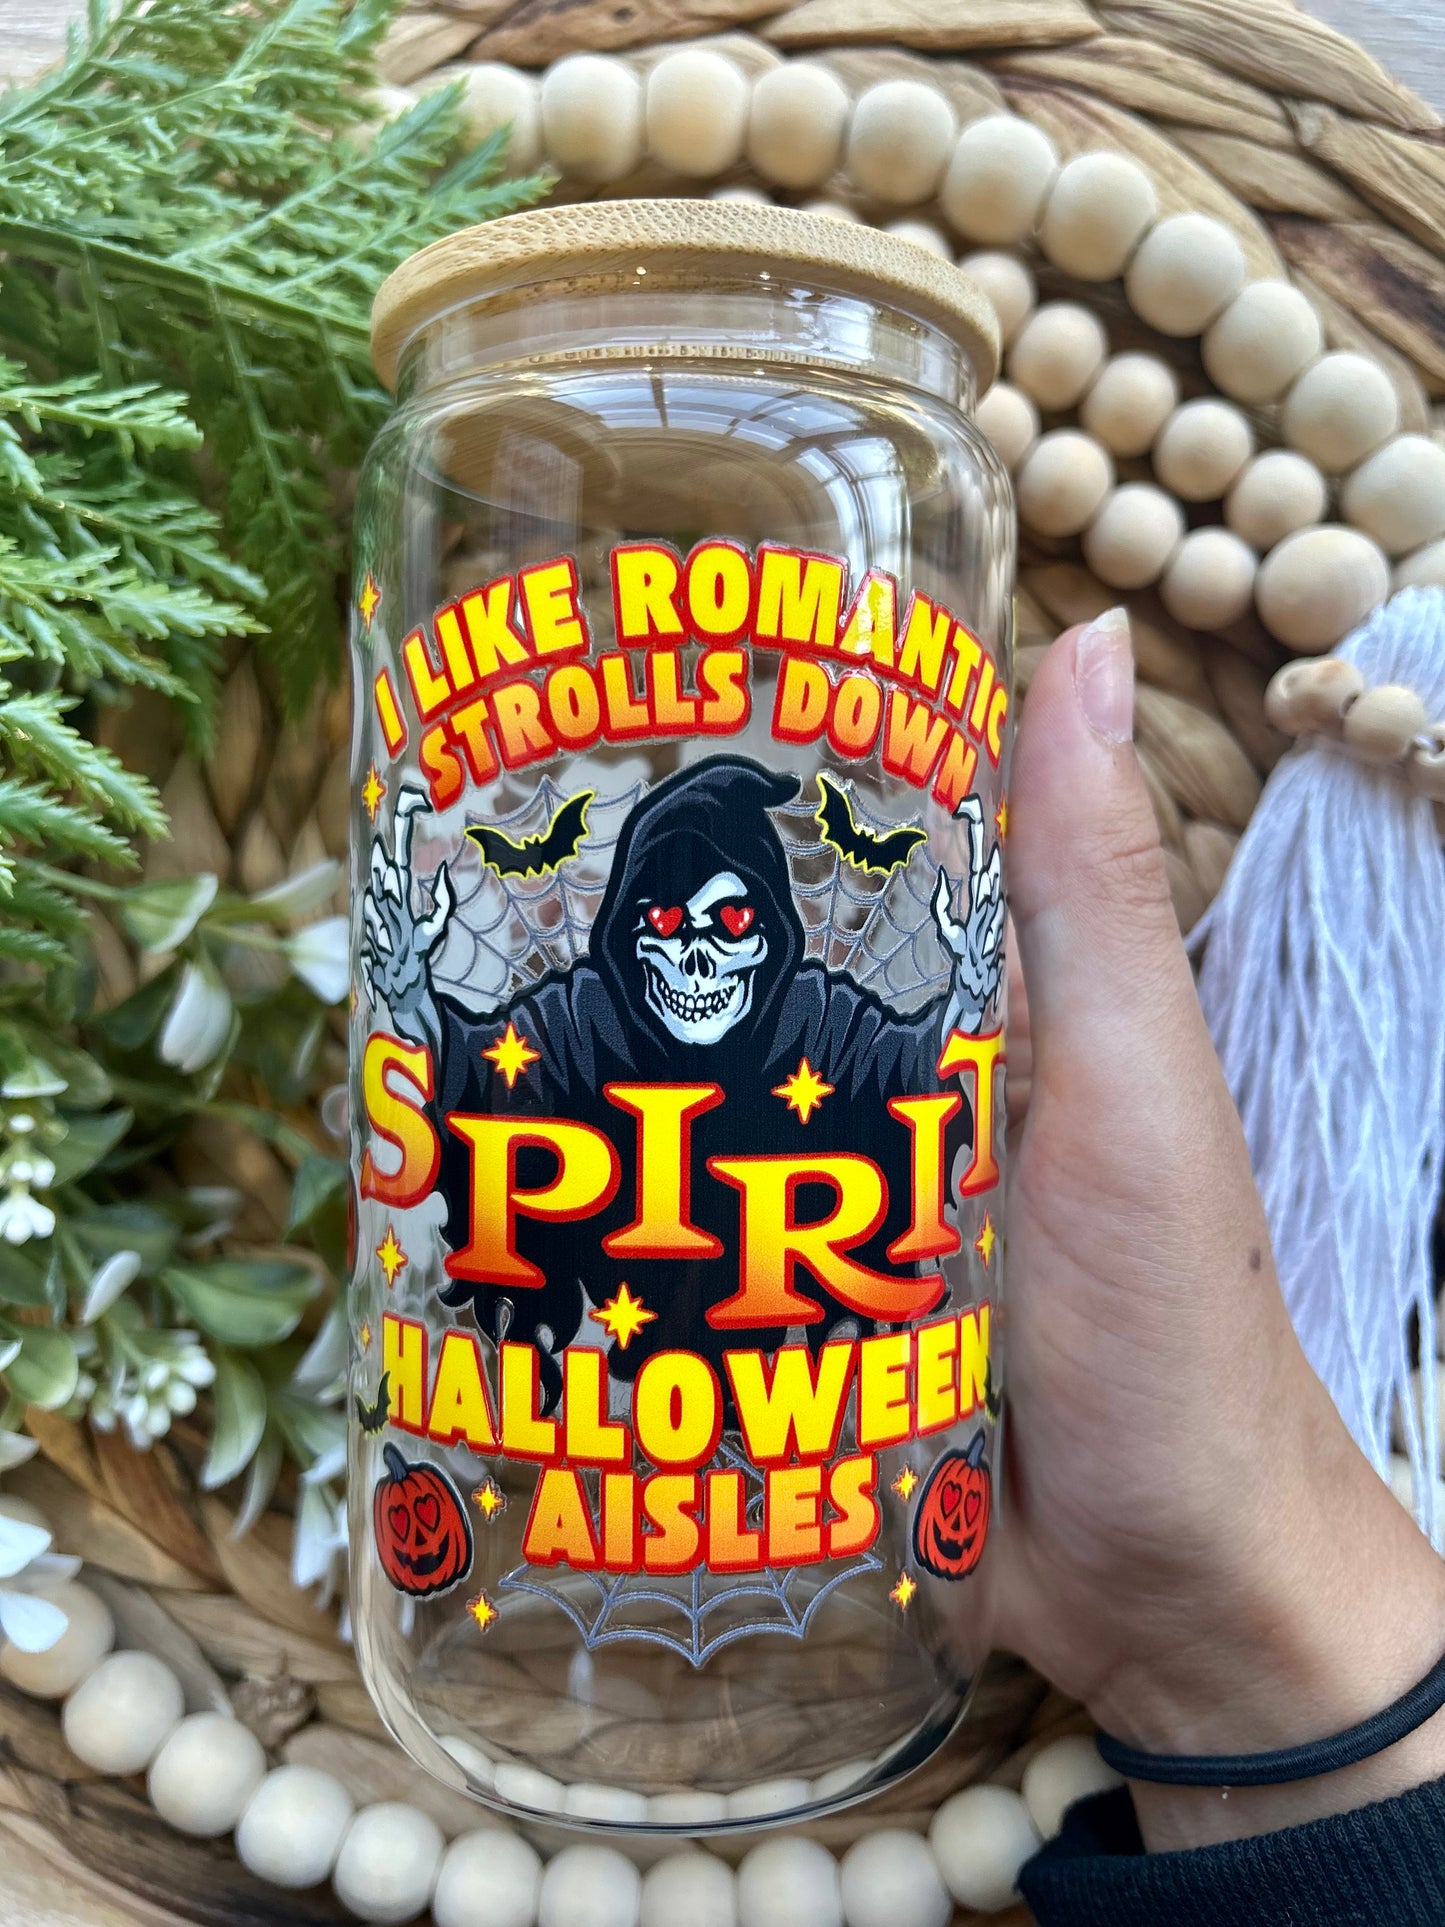 I LIKE ROMANTIC
STROLLS DOWN
SPIRIT
HALLOWEEN
AISLES